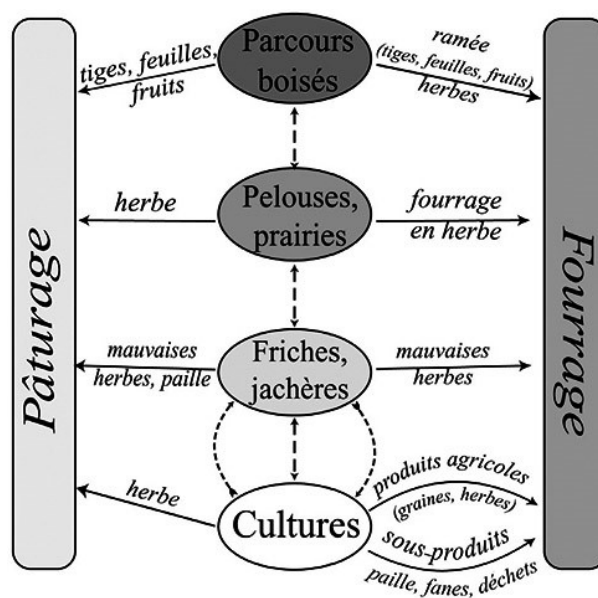 Parcours
boisés
tiges, feuilles,
fruits
ramée
(tiges, feuilles, fruits)
herbes
Pelouses,
prairies
herbe
fourrage
en herbe
Friches,
jachères
mauvaises
herbes, paille
mauvaises
herbes
Cultures
herbe
produits agricoles
(graines, herbes)
sous-produits
paille, fanes, déchets
Pâturage
Fourrage